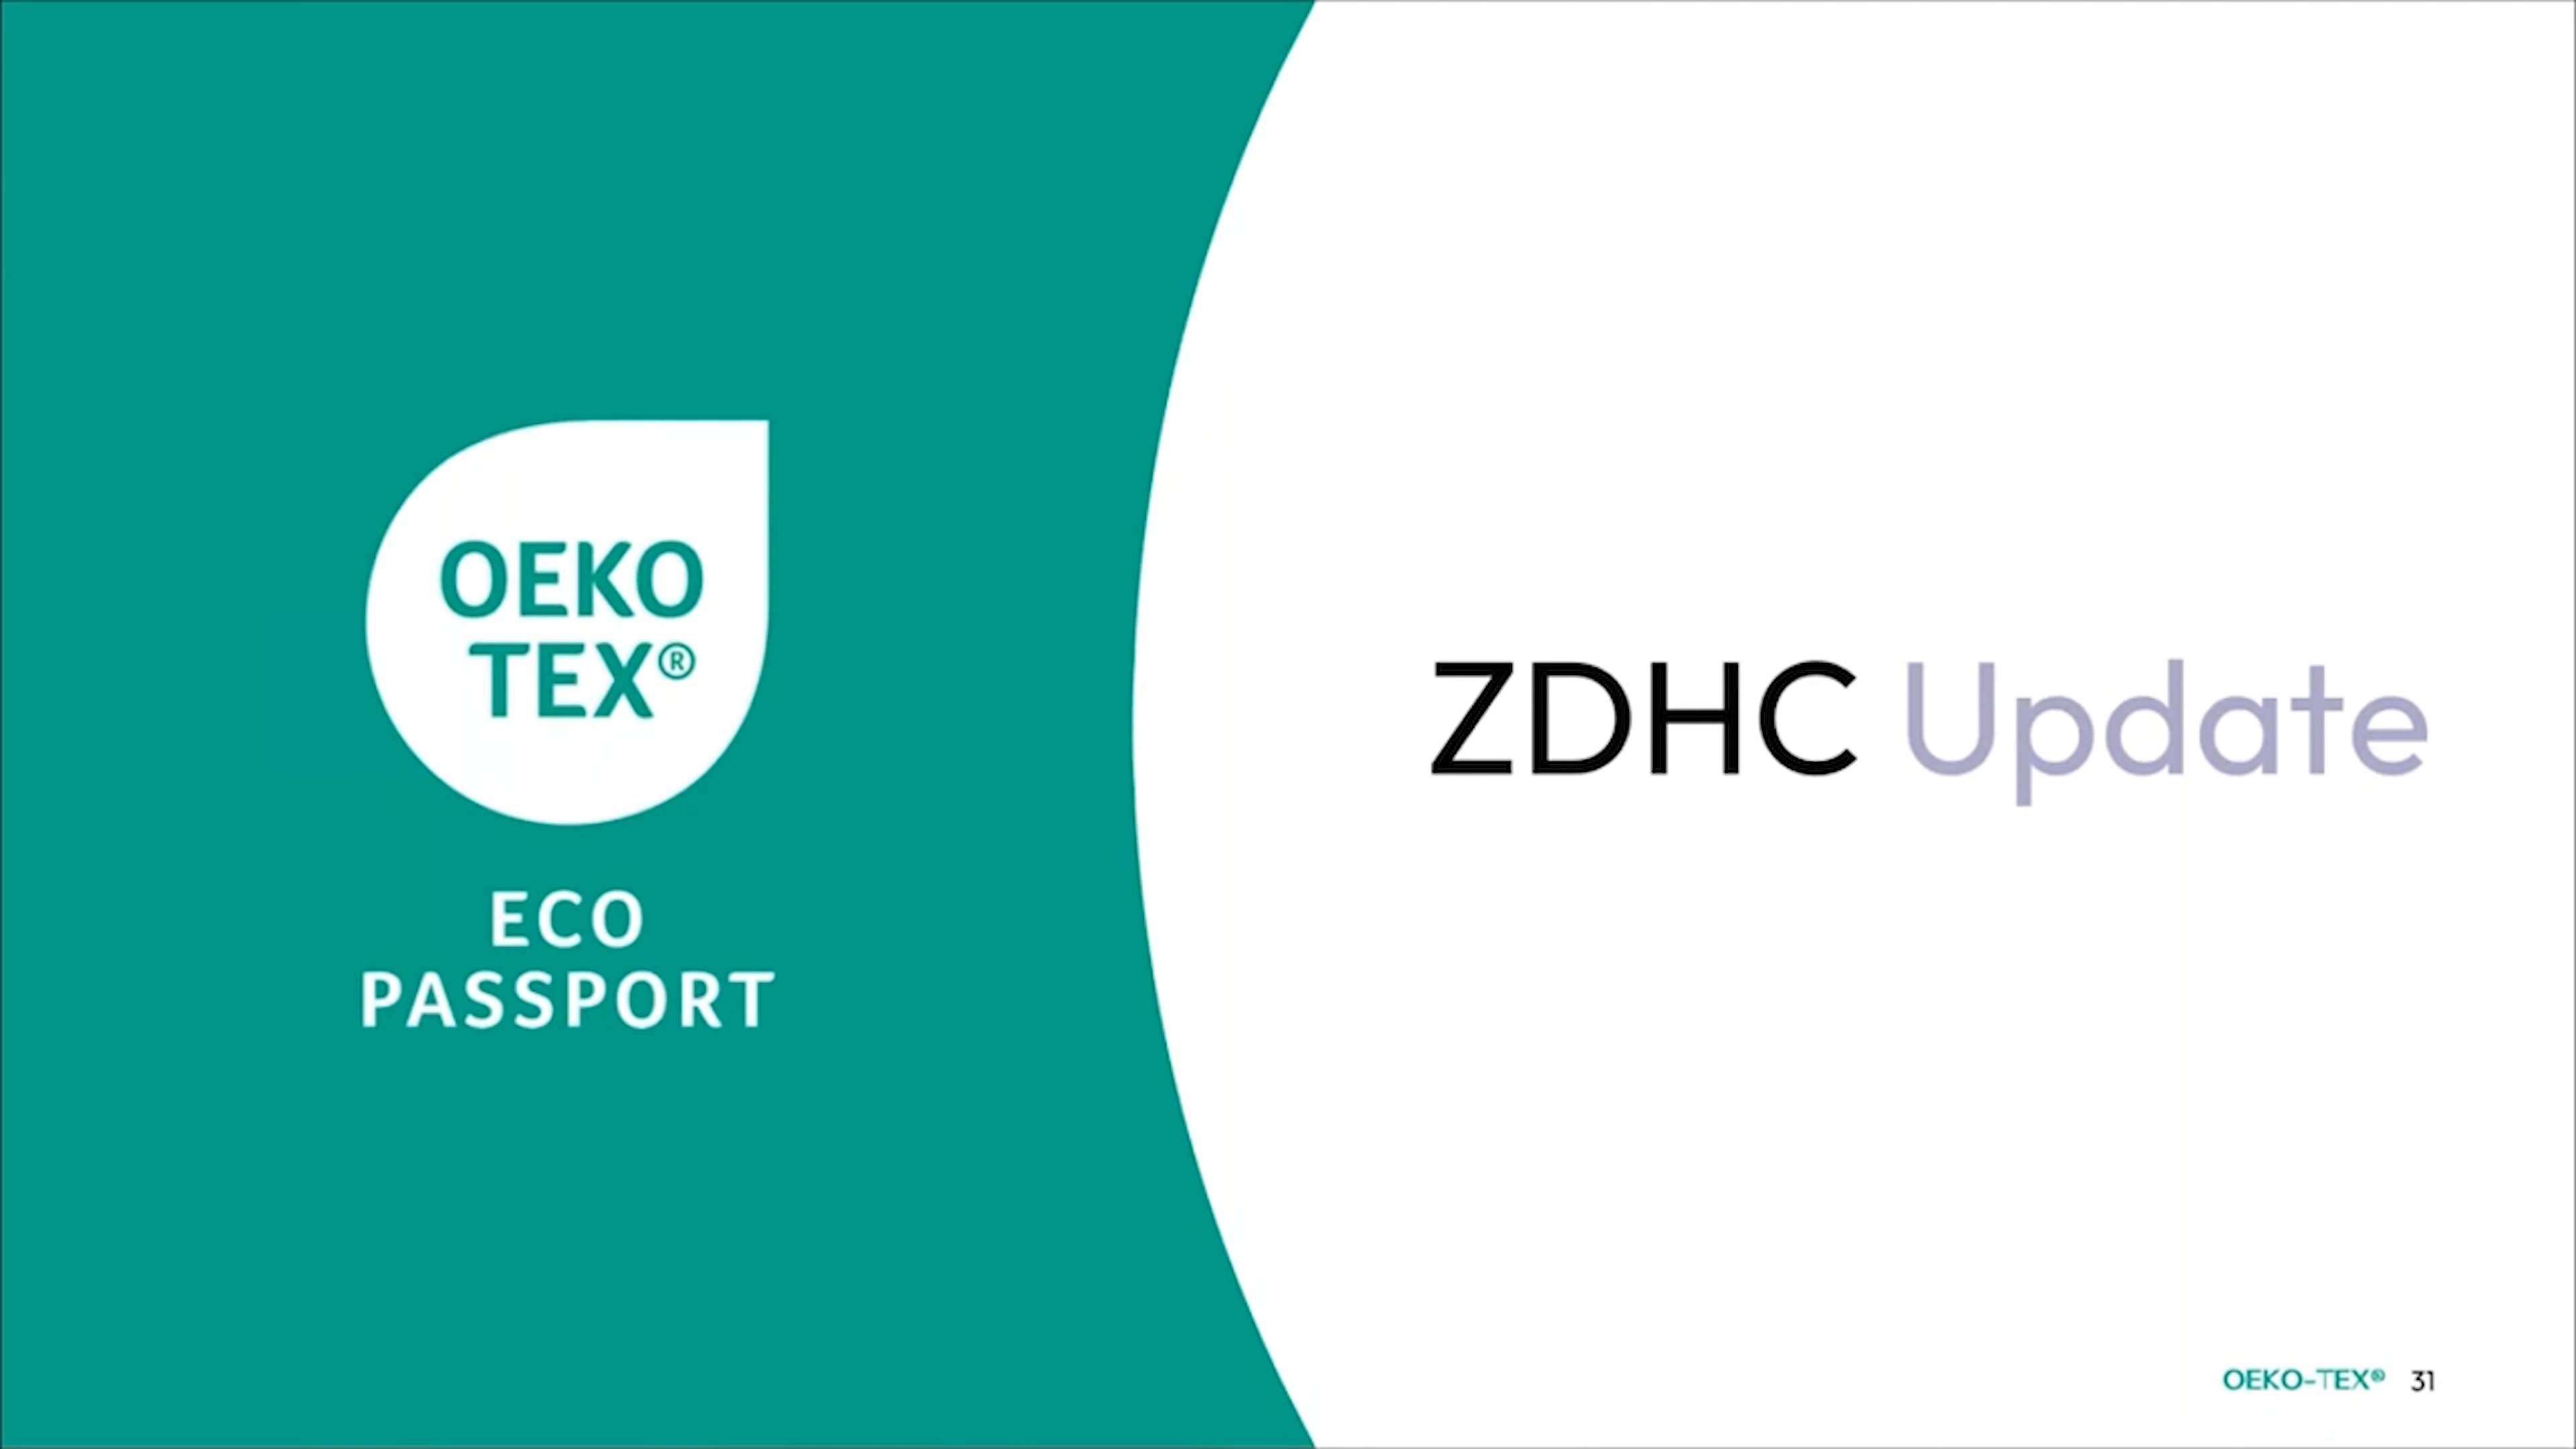 OEKO
TEX®
ECO
PASSPORT
ZDHC Update
OEKO-TEX® 31